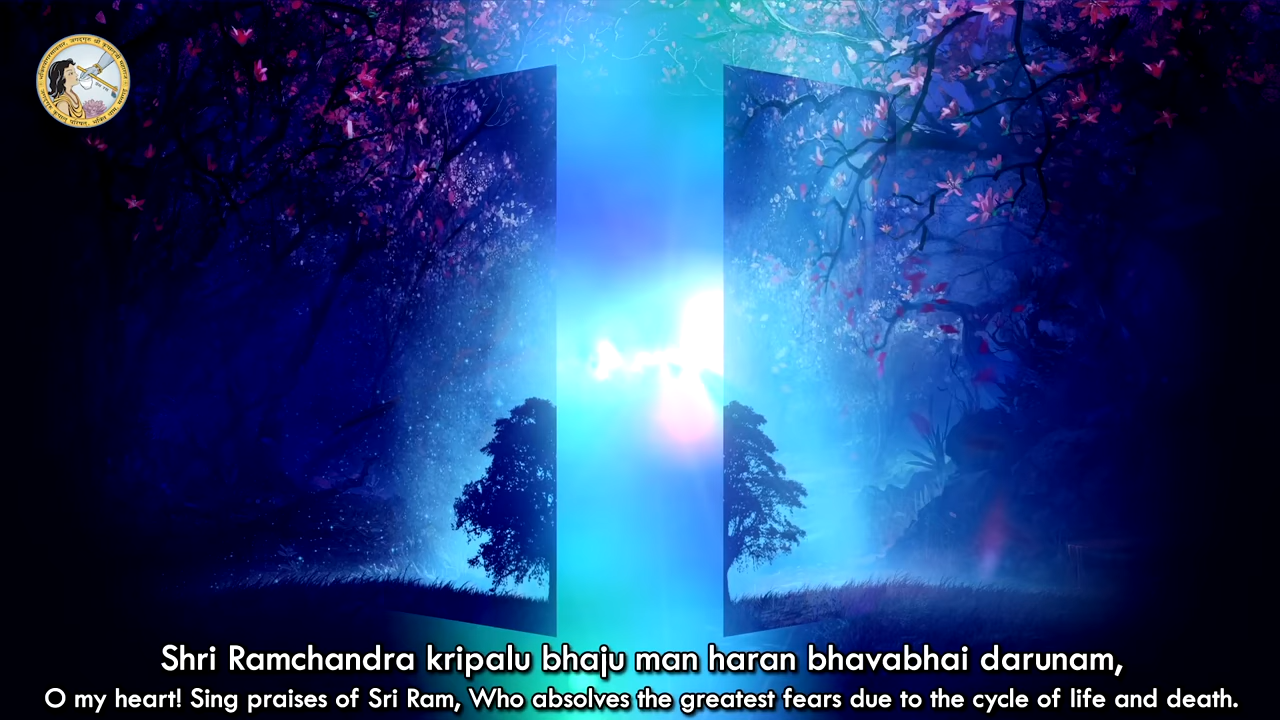 Shri Ramchandra kripalu bhaju man haran bhavabhai darunam,
O my heart! Sing praises of Sri Ram, Who absolves the greatest fears due to the cycle of life and death.